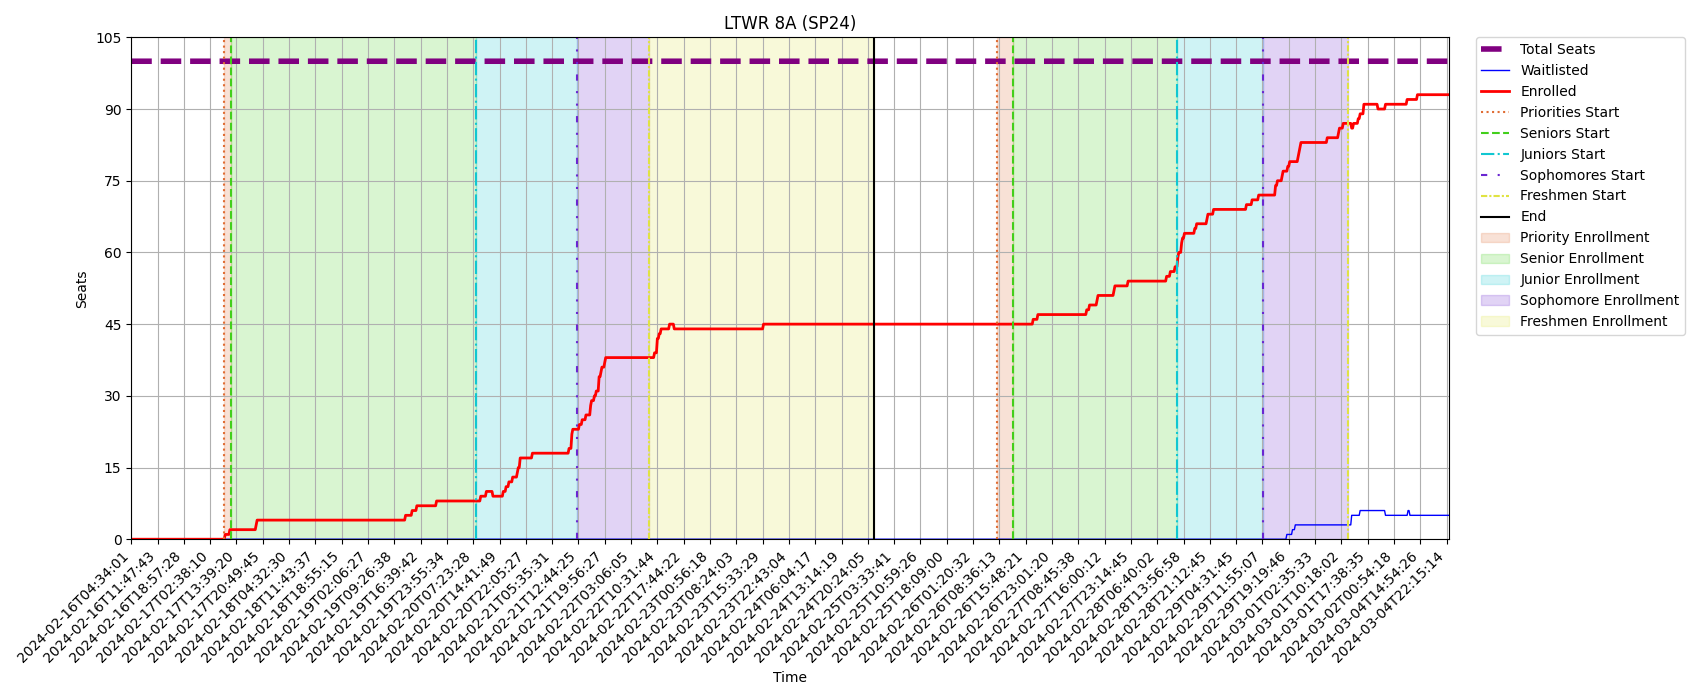 LTWR 8A (SP24)
105
90
75
60
45
30
15
0
Seats
2024-02-16T04:34:01
2024-02-16T11:47:43
2024-02-16T18:57:28
2024-02-17T02:38:10
2024-02-17T13:39:20
2024-02-17T20:49:45
2024-02-18T04:32:30
2024-02-18T11:43:37
2024-02-18T18:55:15
2024-02-19T02:06:27
2024-02-19T09:26:38
2024-02-19T16:39:42
2024-02-19T23:55:34
2024-02-20T07:23:28
2024-02-20T14:41:49
2024-02-20T22:05:27
2024-02-21T05:35:31
2024-02-21T12:44:25
2024-02-21T19:56:27
2024-02-22T03:06:05
2024-02-22T10:31:44
2024-02-22T17:44:22
2024-02-23T00:56:18
2024-02-23T08:24:03
2024-02-23T15:33:29
2024-02-23T22:43:04
2024-02-24T06:04:17
2024-02-24T13:14:19
2024-02-24T20:24:05
2024-02-25T03:33:41
2024-02-25T10:59:26
2024-02-25T18:09:00
2024-02-26T01:20:32
2024-02-26T08:36:13
2024-02-26T15:48:21
2024-02-26T23:01:20
2024-02-27T08:45:38
2024-02-27T16:00:12
2024-02-27T23:14:45
2024-02-28T06:40:02
2024-02-28T13:56:58
2024-02-28T21:12:45
2024-02-29T04:31:45
2024-02-29T11:55:07
2024-02-29T19:19:46
2024-03-01T02:35:33
2024-03-01T10:18:02
2024-03-01T17:38:35
2024-03-02T00:54:18
2024-03-04T14:54:26
2024-03-04T22:15:14
Time
Total Seats
Waitlisted
Enrolled
Priorities Start
Seniors Start
Juniors Start
Sophomores Start
Freshmen Start
End
Priority Enrollment
Senior Enrollment
Junior Enrollment
Sophomore Enrollment
Freshmen Enrollment